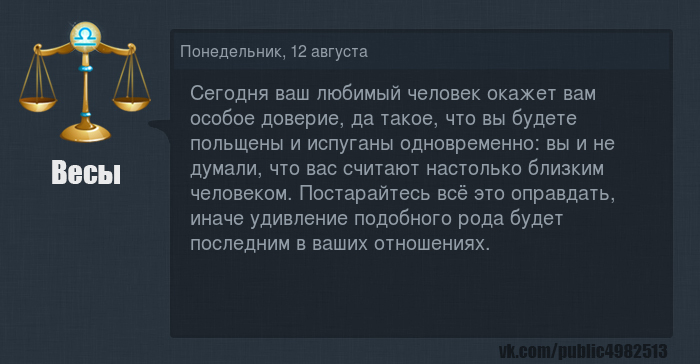 Весы
Понедельник, 12 августа
Сегодня ваш любимый человек окажет вам
особое доверие, да такое, что вы будете
польщены и испуганы одновременно: вы и не
думали, что вас считают настолько близким
человеком. Постарайтесь всё это оправдать,
иначе удивление подобного рода будет
последним в ваших отношениях.
vk.com/public4982513